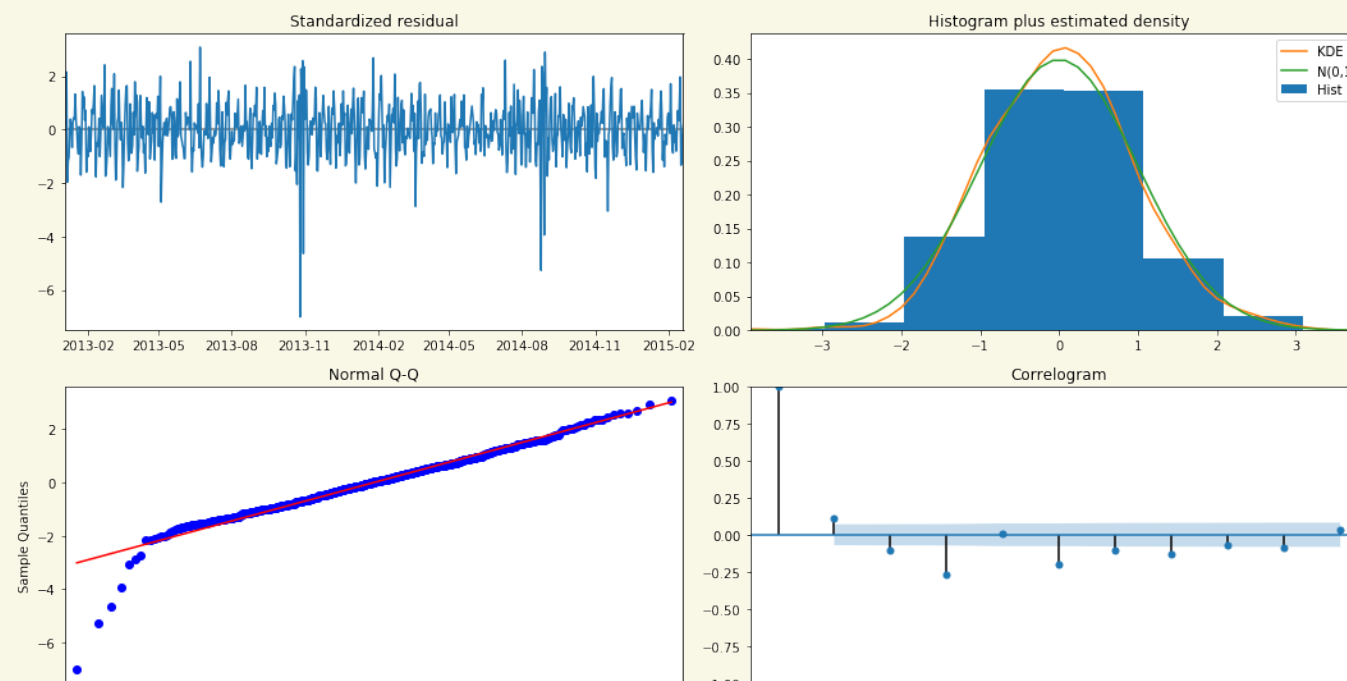 Standardized residual
2
0
−2
−4
−6
2013-02 2013-05 2013-08 2013-11 2014-02 2014-05 2014-08 2014-11 2015-02
Histogram plus estimated density
KDE
N(0,1
Hist
0.40
0.35
0.30
0.25
0.20
0.15
0.10
0.05
0.00
−3 −2 −1 0 1 2 3
Normal Q-Q
Sample Quantiles
2
0
−2
−4
−6
Correlogram
1.00
0.75
0.50
0.25
0.00
−0.25
−0.50
−0.75